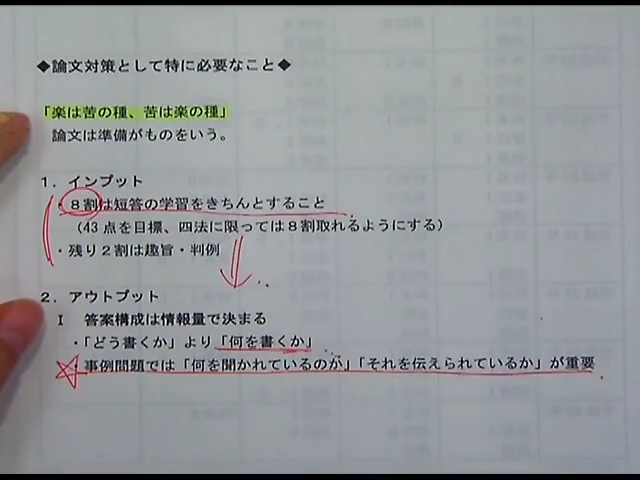 ◆論文対策として特に必要なこと◆
「楽は苦の種、苦は楽の種」
論文は準備がものをいう。
1．インプット
・8割は短答の学習をきちんとすること
（43点を目標、四法に限っては8割取れるようにする）
・残り2割は趣旨・判例
2．アウトプット
Ⅰ　答案構成は情報量で決まる
・「どう書くか」より「何を書くか」
・事例問題では「何を聞かれているのか」「それを伝えられているか」が重要